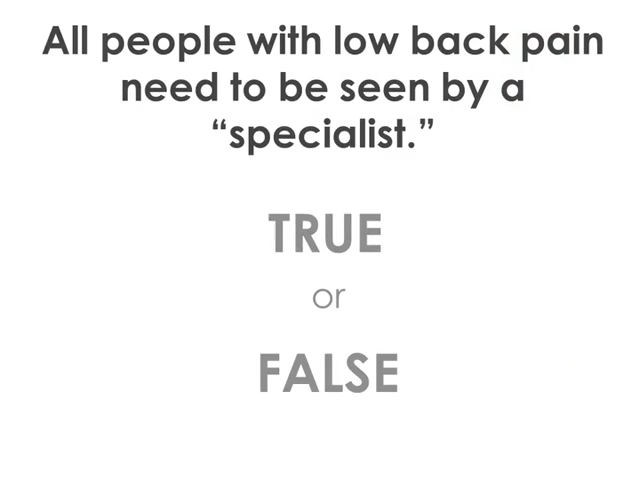 All people with low back pain
need to be seen by a
“specialist.”
TRUE
or
FALSE